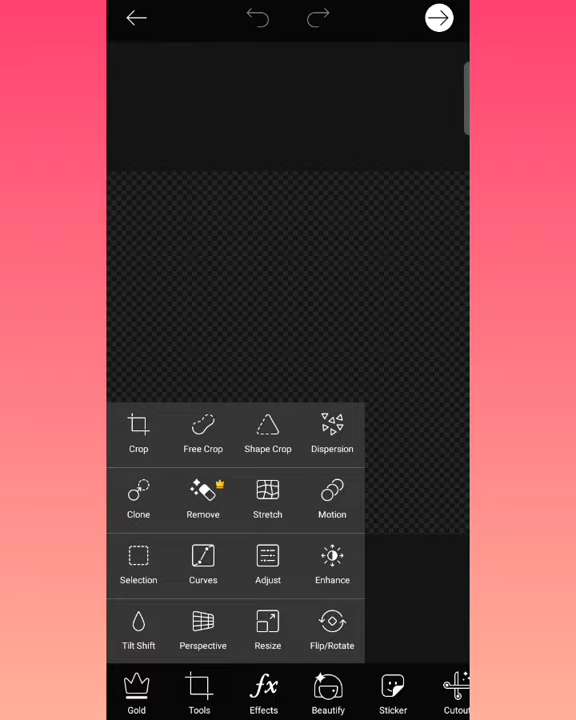 Crop Free Crop Shape Crop Dispersion
Clone Remove Stretch Motion
Selection Curves Adjust Enhance
Tilt Shift Perspective Resize Flip/Rotate
Gold Tools Effects Beautify Sticker Cutou